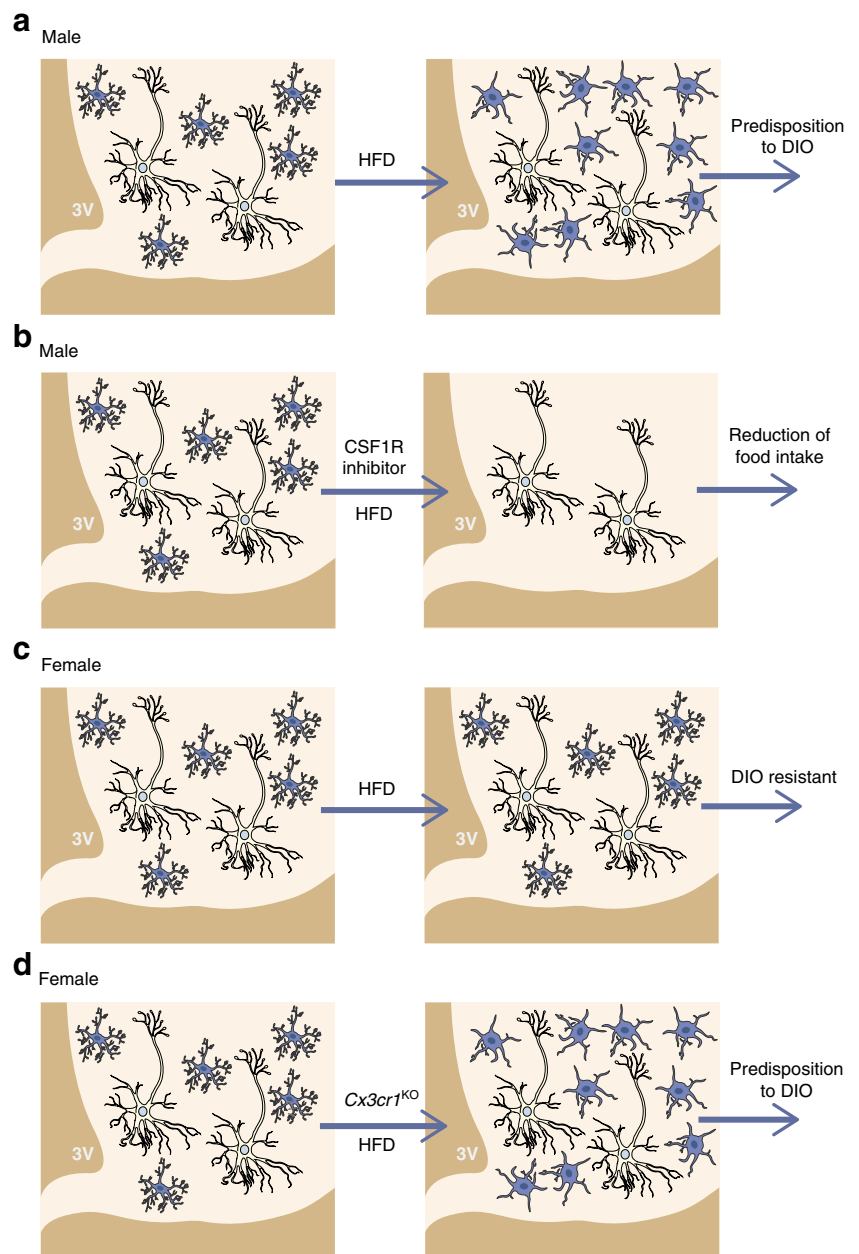 a
Male
3V
HFD
3V
Predisposition
to DIO
b
Male
3V
CSF1R
inhibitor
HFD
3V
Reduction of
food intake
c
Female
3V
HFD
3V
DIO resistant
d
Female
3V
Cx3cr1ᴷᴼ
HFD
3V
Predisposition
to DIO